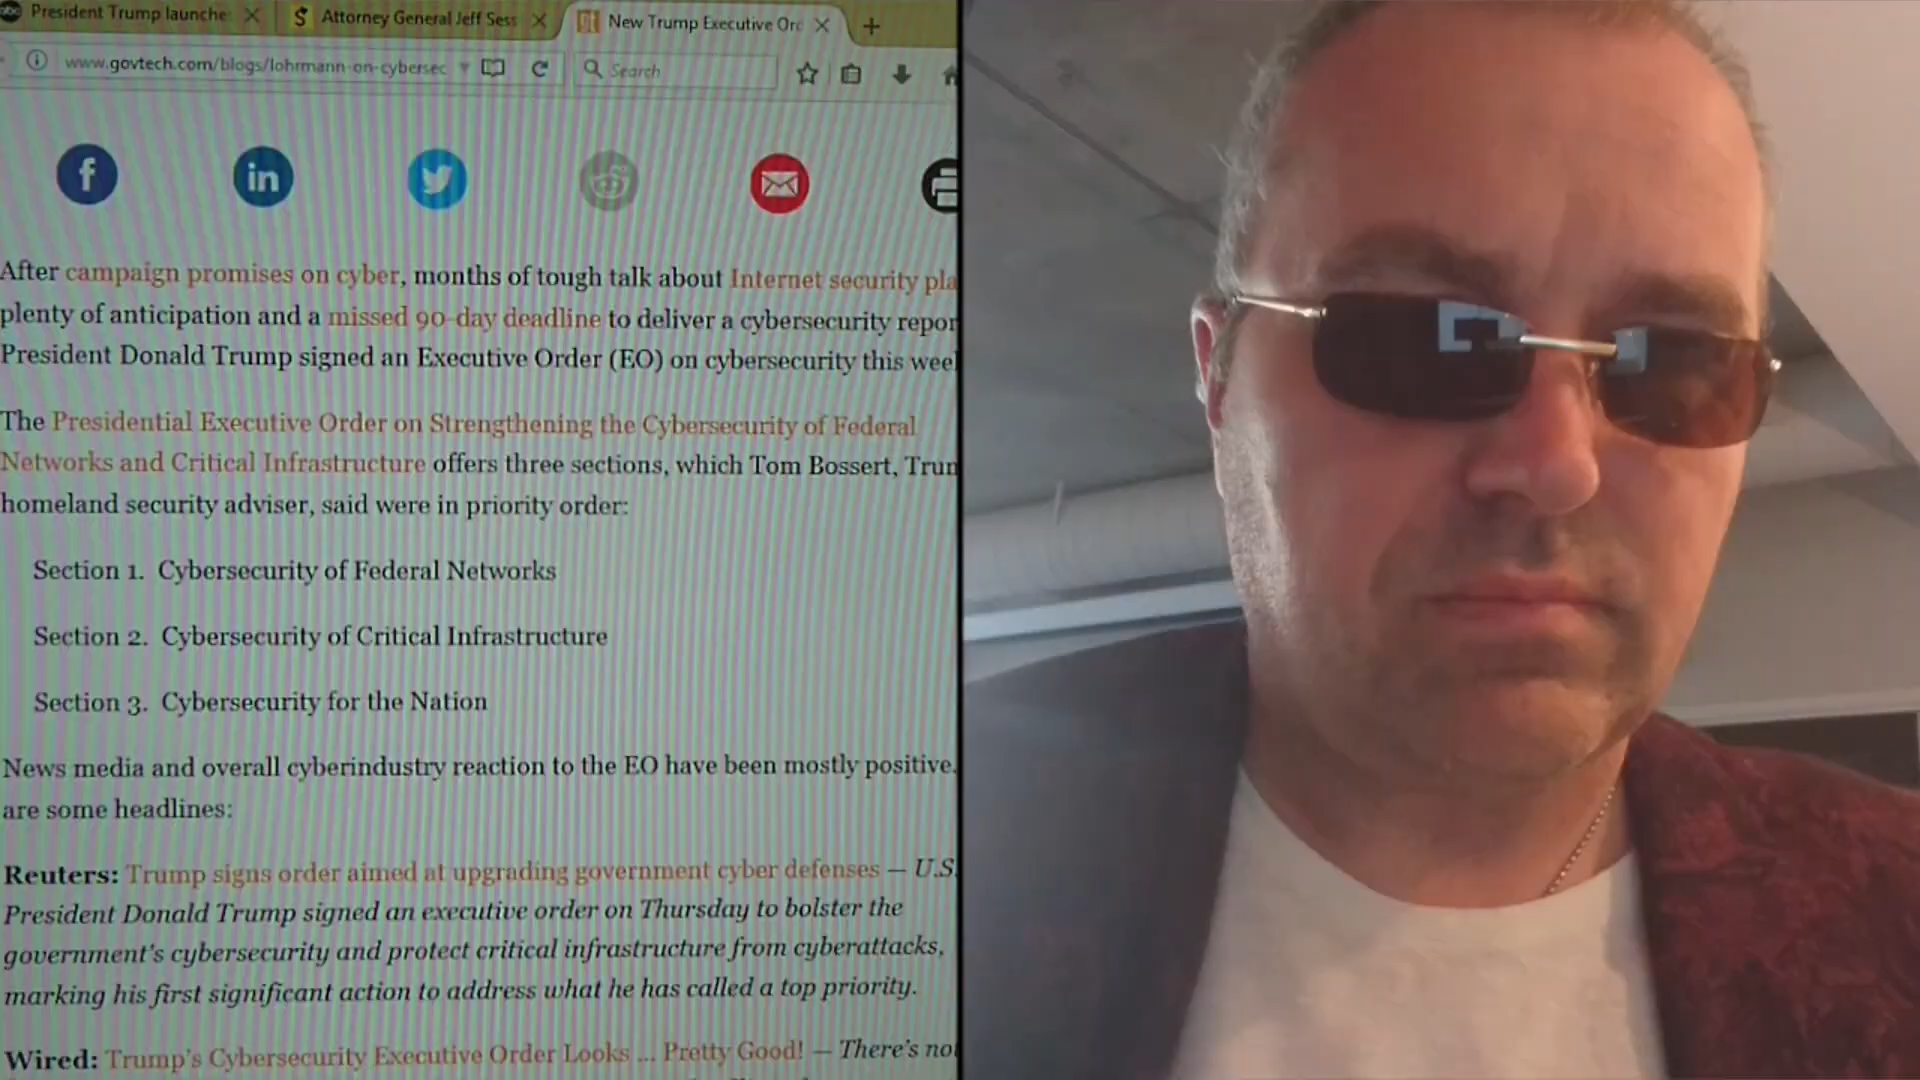 President Trump launche
Attorney General Jeff Sess
New Trump Executive Orc
www.govtech.com/blogs/lohrmann-on-cybersec
Search
After campaign promises on cyber, months of tough talk about Internet security pla
plenty of anticipation and a missed 90-day deadline to deliver a cybersecurity repor
President Donald Trump signed an Executive Order (EO) on cybersecurity this weel
The Presidential Executive Order on Strengthening the Cybersecurity of Federal
Networks and Critical Infrastructure offers three sections, which Tom Bossert, Trun
homeland security adviser, said were in priority order:
Section 1. Cybersecurity of Federal Networks
Section 2. Cybersecurity of Critical Infrastructure
Section 3. Cybersecurity for the Nation
News media and overall cyberindustry reaction to the EO have been mostly positive.
are some headlines:
Reuters: Trump signs order aimed at upgrading government cyber defenses — U.S.
President Donald Trump signed an executive order on Thursday to bolster the
government's cybersecurity and protect critical infrastructure from cyberattacks,
marking his first significant action to address what he has called a top priority.
Wired: Trump's Cybersecurity Executive Order Looks ... Pretty Good! — There's not